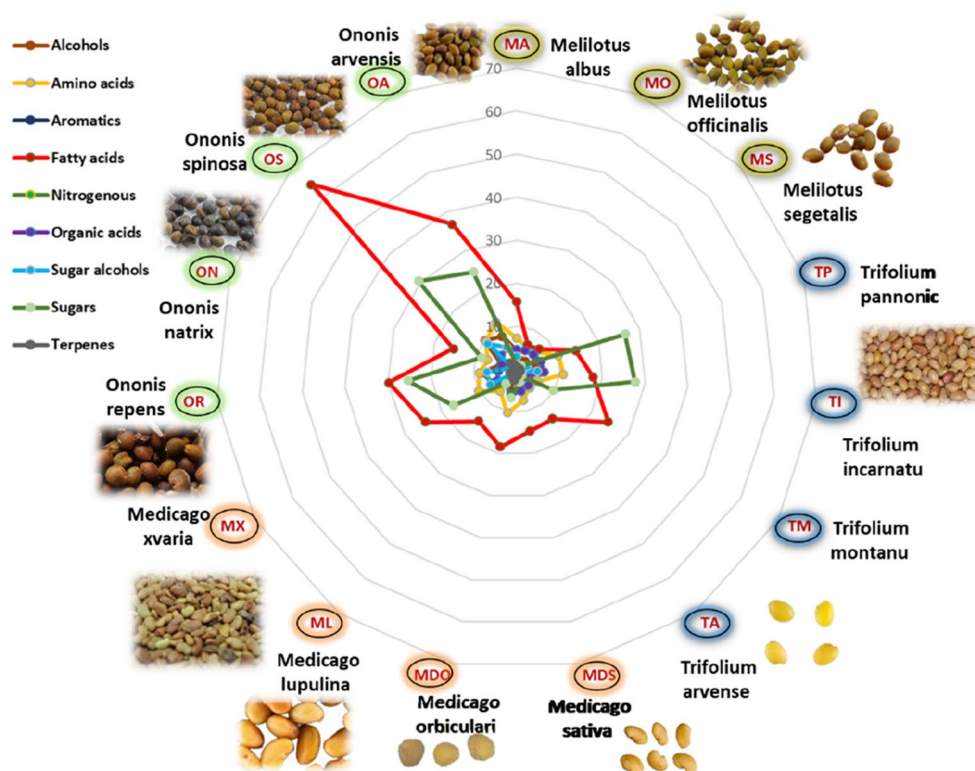 Alcohols
Amino acids
Aromatics
Fatty acids
Nitrogenous
Organic acids
Sugar alcohols
Sugars
Terpenes
70
60
50
40
30
20
10
MA
Melilotus
albus
MO
Melilotus
officinalis
MS
Melilotus
segetalis
TP
Trifolium
pannonic
TI
Trifolium
incarnatu
TM
Trifolium
montanu
TA
Trifolium
arvense
MDS
Medicago
sativa
MDO
Medicago
orbiculari
ML
Medicago
lupulina
MX
Medicago
xvaria
OR
Ononis
repens
ON
Ononis
natrix
OS
Ononis
spinosa
OA
Ononis
arvensis